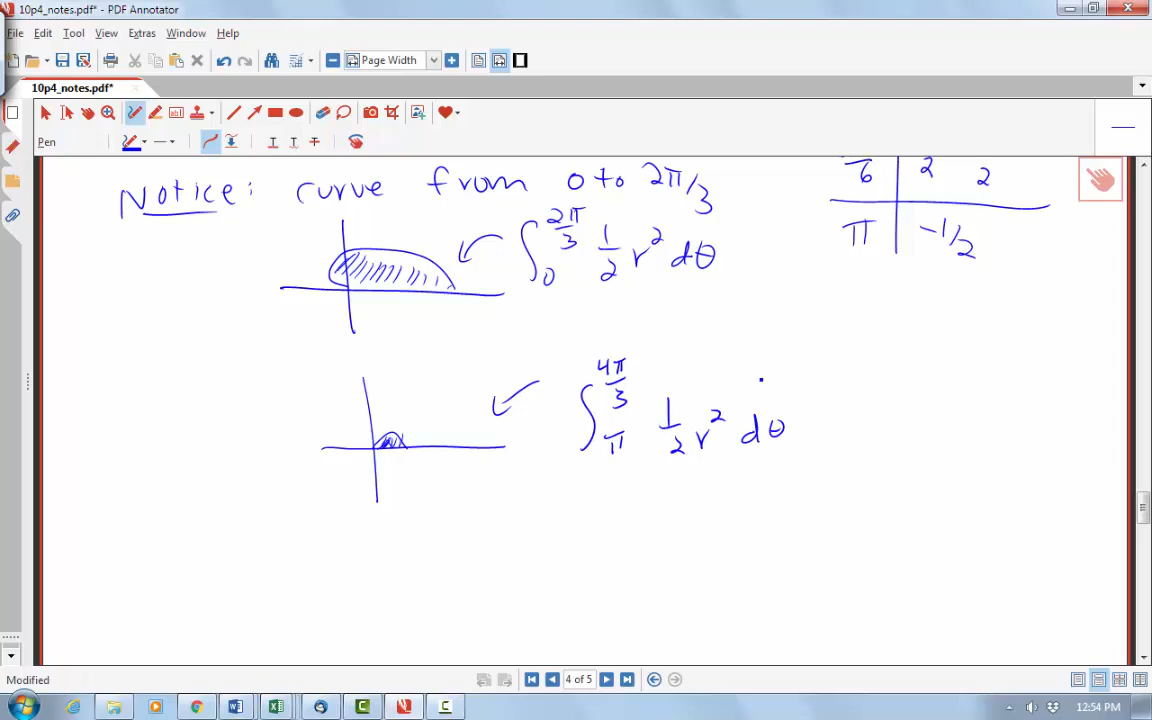 10p4_notes.pdf* - PDF Annotator
File Edit Tool View Extras Window Help
Page Width
10p4_notes.pdf*
Pen
Notice: curve from 0 to 2π/3
6 2 2
π -1/2
∫_0^{2π/3} 1/2 r² dθ
∫_π^{4π/3} 1/2 r² dθ
4 of 5
Modified
12:54 PM